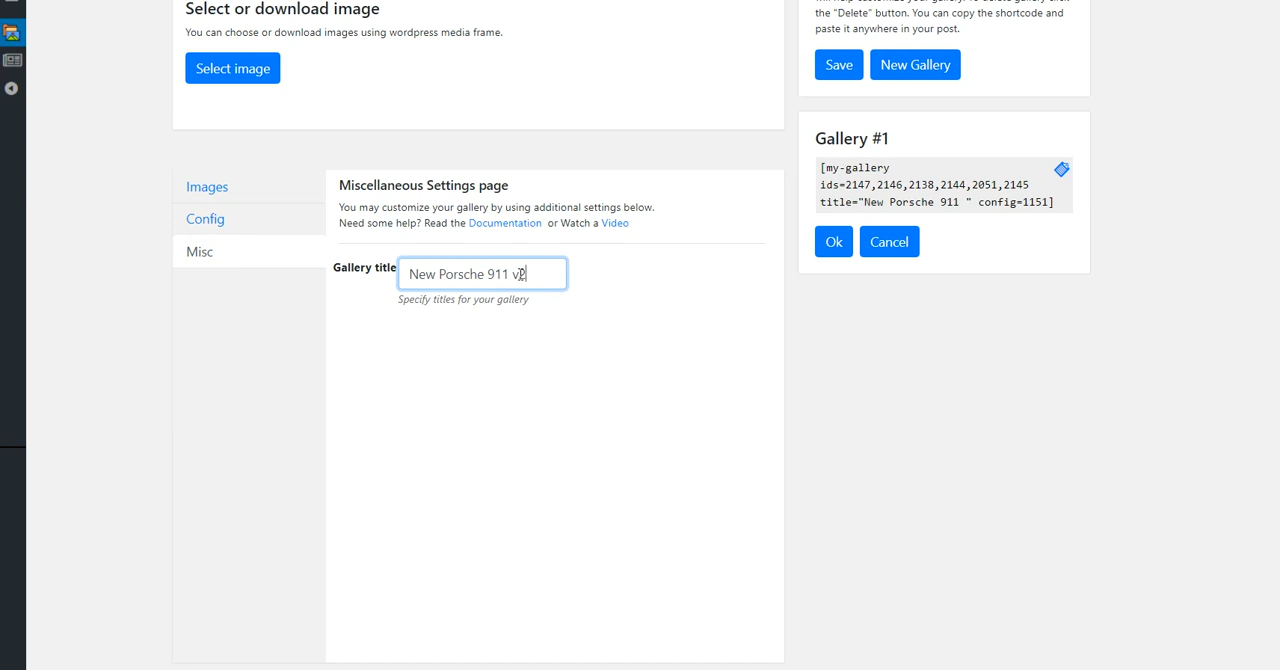 Select or download image
You can choose or download images using wordpress media frame.
Select image
Images
Config
Misc
Miscellaneous Settings page
You may customize your gallery by using additional settings below.
Need some help? Read the Documentation or Watch a Video
Gallery title
New Porsche 911 v2
Specify titles for your gallery
the "Delete" button. You can copy the shortcode and
paste it anywhere in your post.
Save
New Gallery
Gallery #1
[my-gallery
ids=2147,2146,2138,2144,2051,2145
title="New Porsche 911 " config=1151]
Ok
Cancel